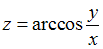 z = arccos y/x